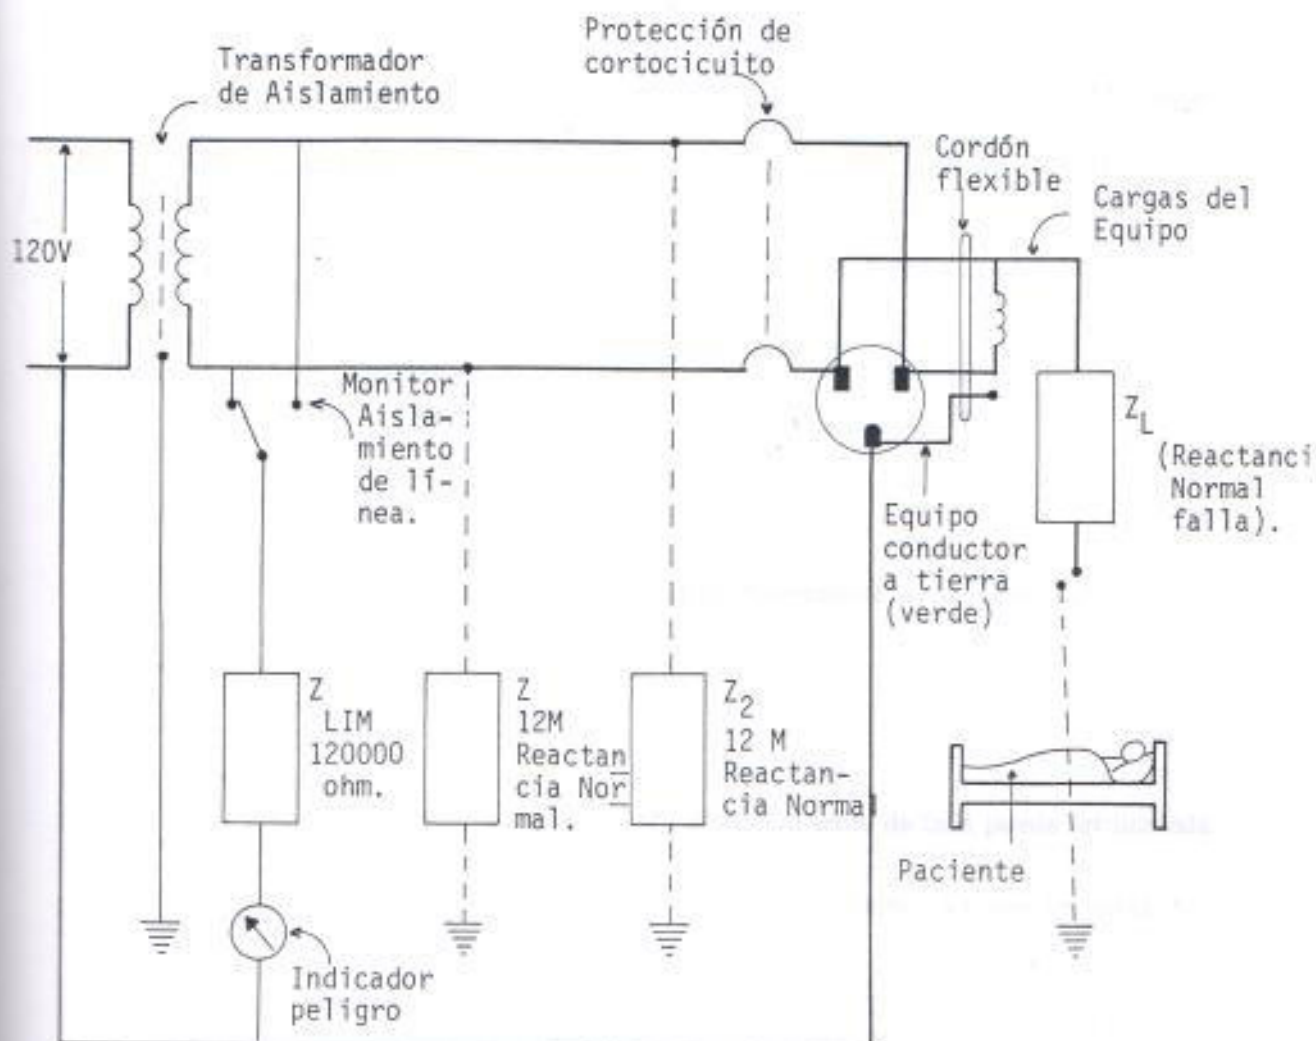 Protección de
cortocicuito
Transformador
de Aislamiento
Cordón
flexible
Cargas del
Equipo
120V
Monitor
Aisla-
miento
de lí-
nea.
Z_L
(Reactanci
Normal
falla).
Equipo
conductor
a tierra
(verde)
Z
LIM
120000
ohm.
Z
12M
Reactan
cia Nor
mal.
Z_2
12 M
Reactan-
cia Normal
Paciente
Indicador
peligro